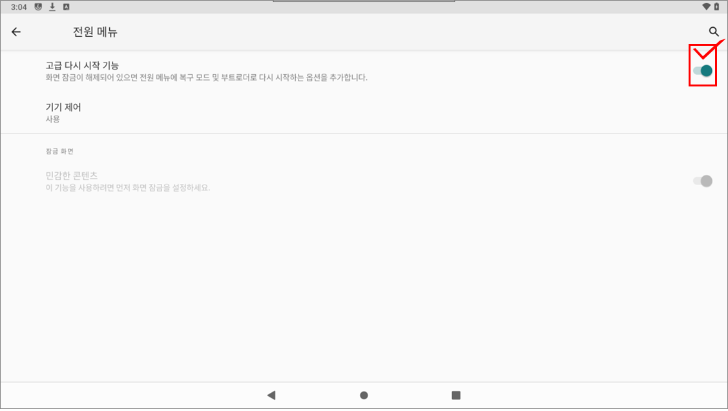 3:04
전원 메뉴
고급 다시 시작 기능
화면 잠금이 해제되어 있으면 전원 메뉴에 복구 모드 및 부트로더로 다시 시작하는 옵션을 추가합니다.
기기 제어
사용
잠금 화면
민감한 콘텐츠
이 기능을 사용하려면 먼저 화면 잠금을 설정하세요.